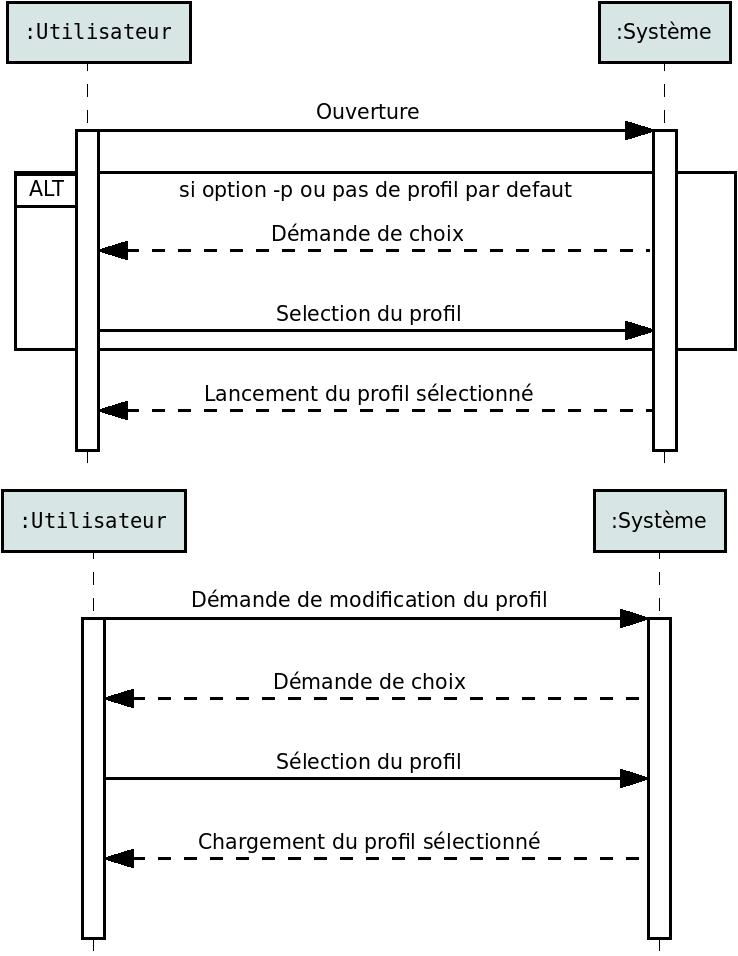 :Utilisateur
:Système
Ouverture
ALT
si option -p ou pas de profil par defaut
Démande de choix
Selection du profil
Lancement du profil sélectionné
:Utilisateur
:Système
Démande de modification du profil
Démande de choix
Sélection du profil
Chargement du profil sélectionné